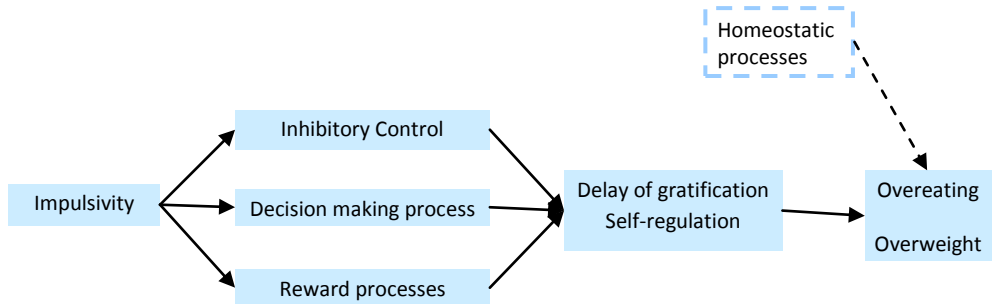 Homeostatic
processes
Inhibitory Control
Impulsivity
Decision making process
Reward processes
Delay of gratification
Self-regulation
Overeating
Overweight